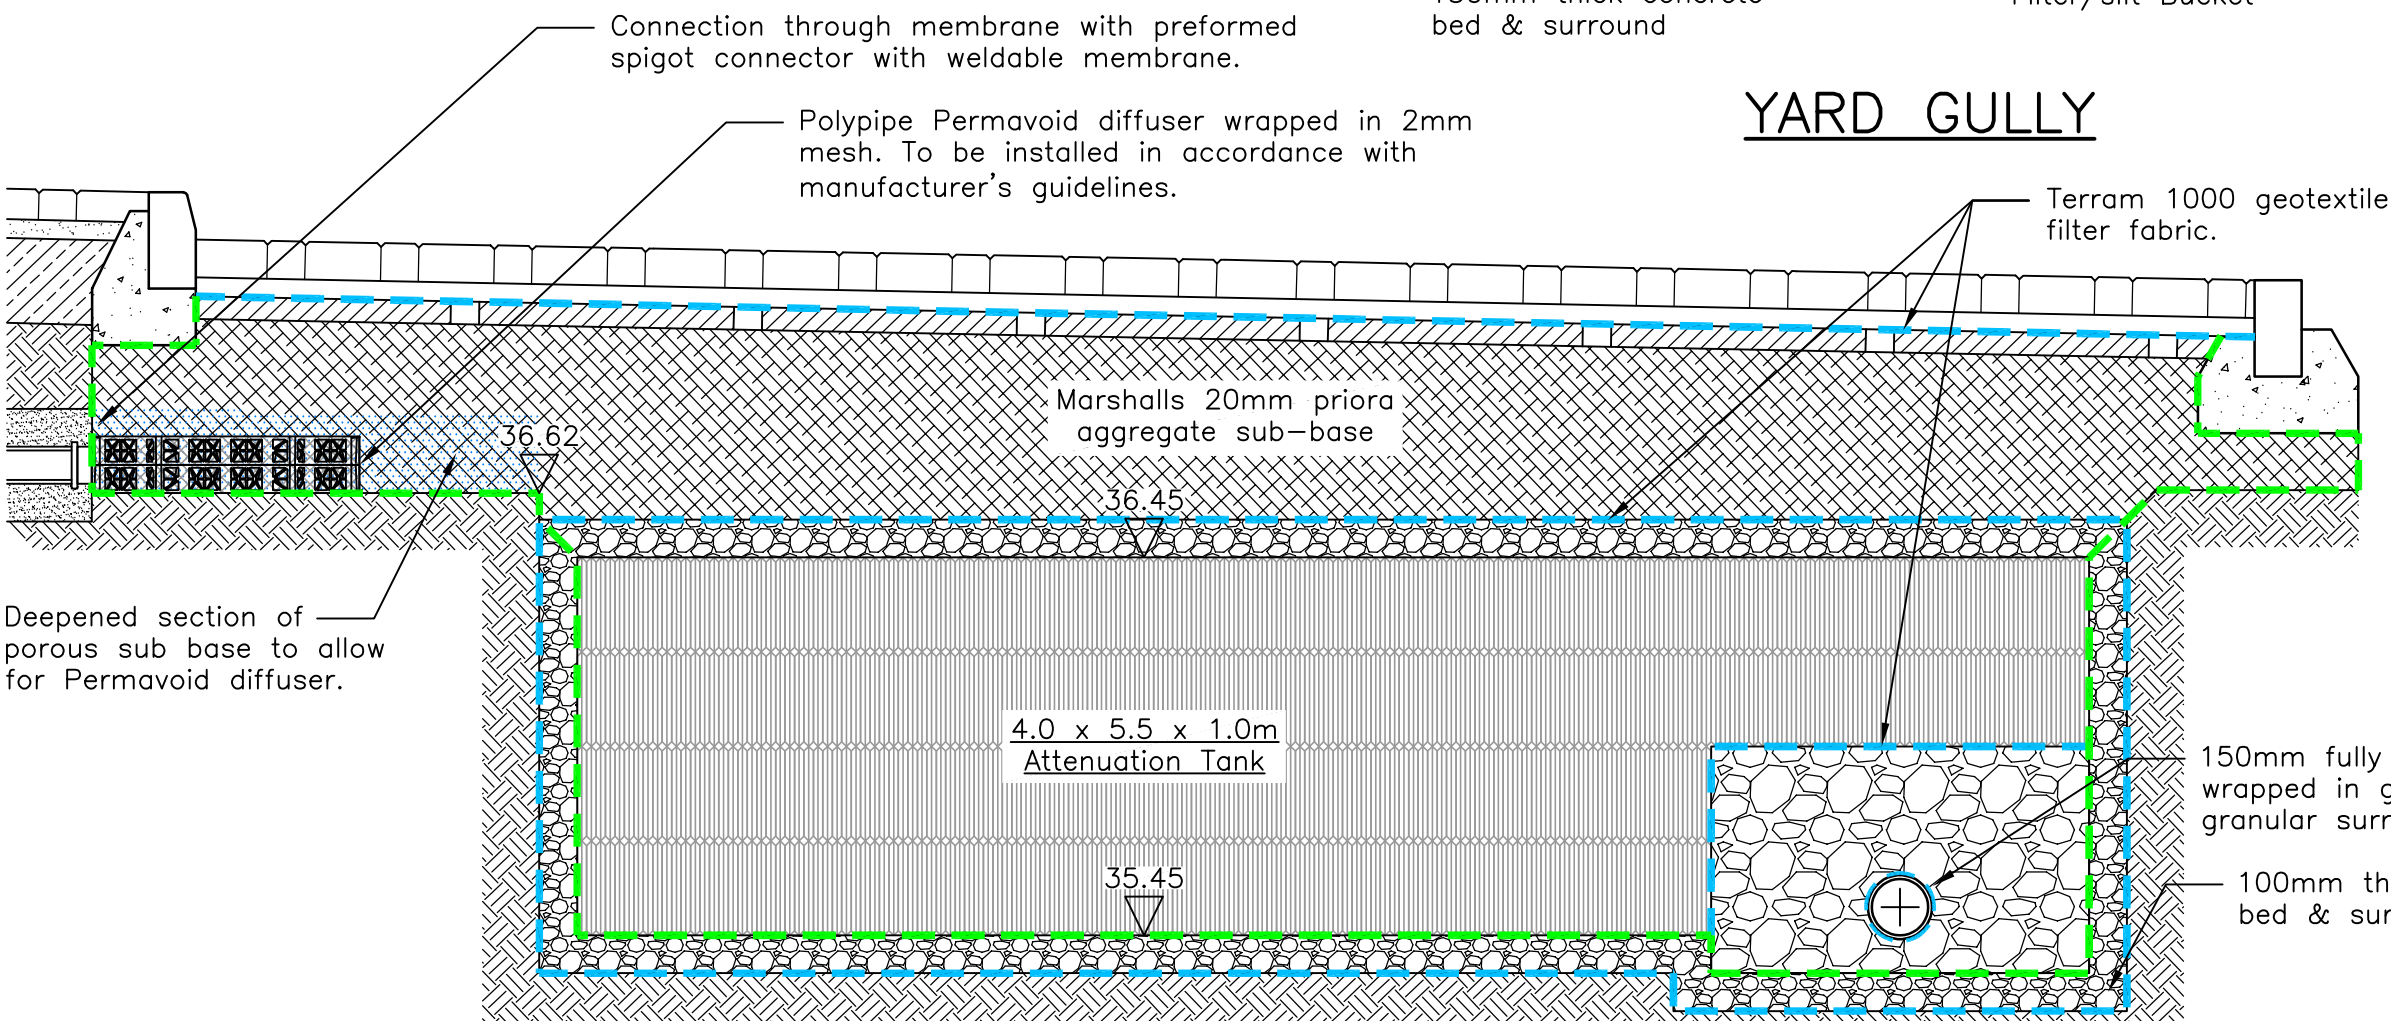 Connection through membrane with preformed
spigot connector with weldable membrane.
bed & surround
YARD GULLY
Polypipe Permavoid diffuser wrapped in 2mm
mesh. To be installed in accordance with
manufacturer's guidelines.
Terram 1000 geotextile
filter fabric.
Marshalls 20mm priora
aggregate sub-base
36.62
36.45
Deepened section of
porous sub base to allow
for Permavoid diffuser.
4.0 x 5.5 x 1.0m
Attenuation Tank
35.45
150mm fully
wrapped in
granular
100mm
bed &